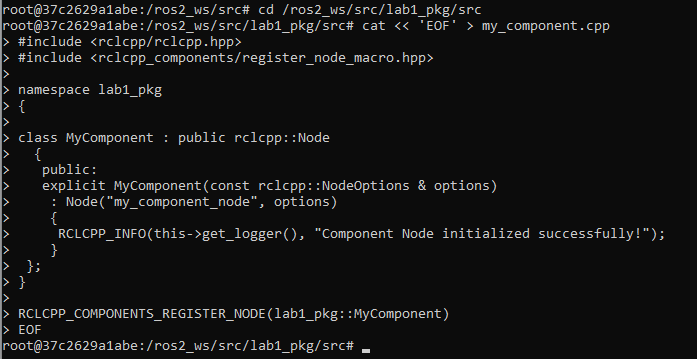 root@37c2629a1abe:/ros2_ws/src# cd /ros2_ws/src/lab1_pkg/src
root@37c2629a1abe:/ros2_ws/src/lab1_pkg/src# cat << 'EOF' > my_component.cpp
> #include <rclcpp/rclcpp.hpp>
> #include <rclcpp_components/register_node_macro.hpp>
>
> namespace lab1_pkg
> {
>
> class MyComponent : public rclcpp::Node
>   {
>    public:
>    explicit MyComponent(const rclcpp::NodeOptions & options)
>     : Node("my_component_node", options)
>     {
>      RCLCPP_INFO(this->get_logger(), "Component Node initialized successfully!");
>     }
>  };
> }
>
> RCLCPP_COMPONENTS_REGISTER_NODE(lab1_pkg::MyComponent)
> EOF
root@37c2629a1abe:/ros2_ws/src/lab1_pkg/src#